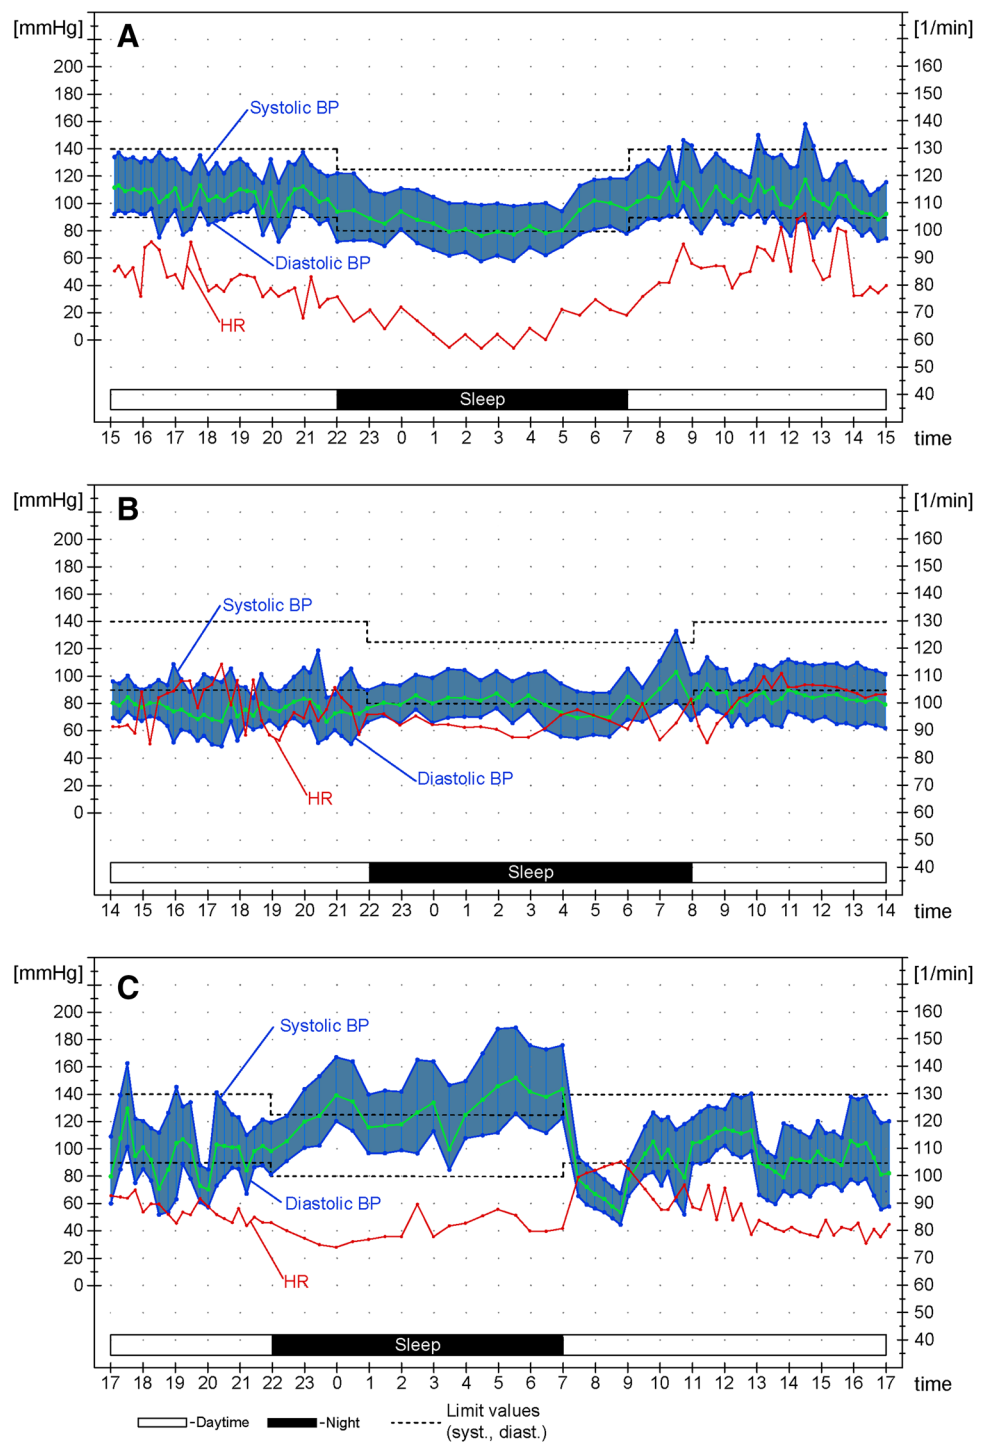 [mmHg] A [1/min]
200 160
180 150
Systolic BP
160 140
140 130
120 120
100 110
80 100
Diastolic BP
60 90
40 80
HR
20 70
0 60
50
Sleep 40
15 16 17 18 19 20 21 22 23 0 1 2 3 4 5 6 7 8 9 10 11 12 13 14 15 time
[mmHg] B [1/min]
200 160
180 150
160 140
Systolic BP
140 130
120 120
100 110
80 100
60 90
40 80
Diastolic BP
20 70
HR
0 60
50
Sleep 40
14 15 16 17 18 19 20 21 22 23 0 1 2 3 4 5 6 7 8 9 10 11 12 13 14 time
[mmHg] C [1/min]
200 160
Systolic BP
180 150
160 140
140 130
120 120
100 110
80 100
60 90
Diastolic BP
40 80
20 70
HR
0 60
50
Sleep 40
17 18 19 20 21 22 23 0 1 2 3 4 5 6 7 8 9 10 11 12 13 14 15 16 17 time
-Daytime -Night Limit values
(syst., diast.)